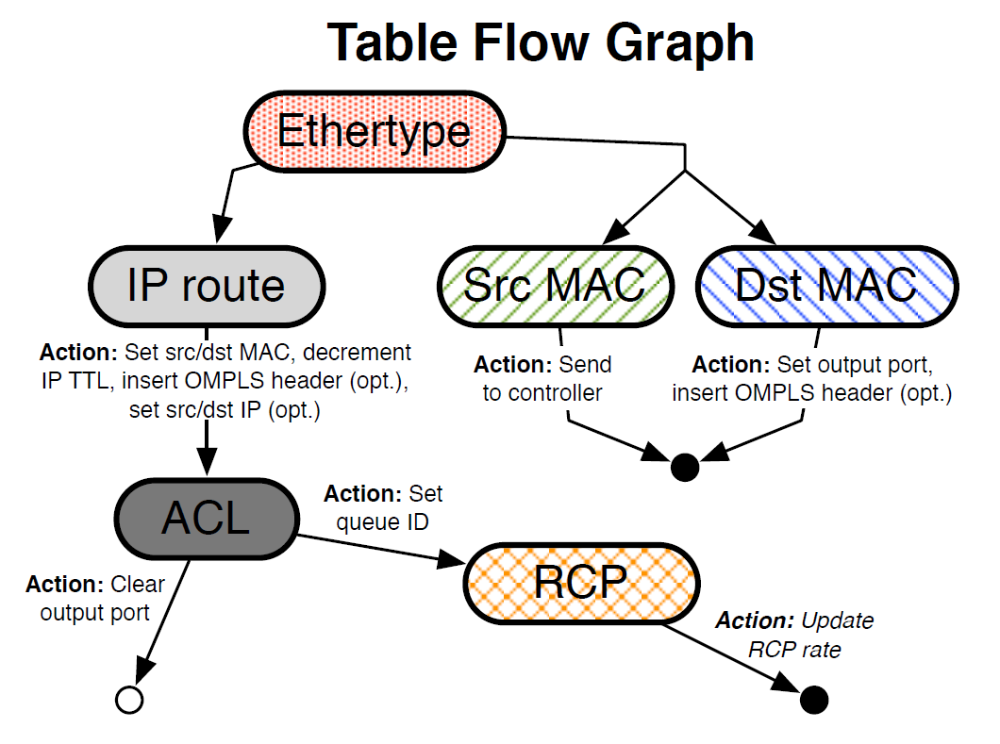 Table Flow Graph
Ethertype
IP route
Src MAC
Dst MAC
Action: Set src/dst MAC, decrement
IP TTL, insert OMPLS header (opt.),
set src/dst IP (opt.)
Action: Send
to controller
Action: Set output port,
insert OMPLS header (opt.)
ACL
Action: Set
queue ID
RCP
Action: Clear
output port
Action: Update
RCP rate